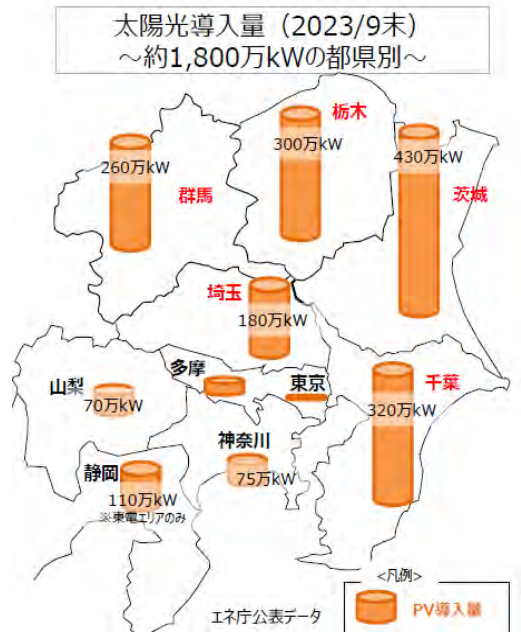 太陽光導入量（2023/9末）
～約1,800万kWの都県別～
栃木
300万kW
430万kW
260万kW
群馬
茨城
埼玉
180万kW
多摩
東京
千葉
山梨
70万kW
320万kW
神奈川
静岡
75万kW
110万kW
※東電エリアのみ
<凡例>
PV導入量
エネ庁公表データ